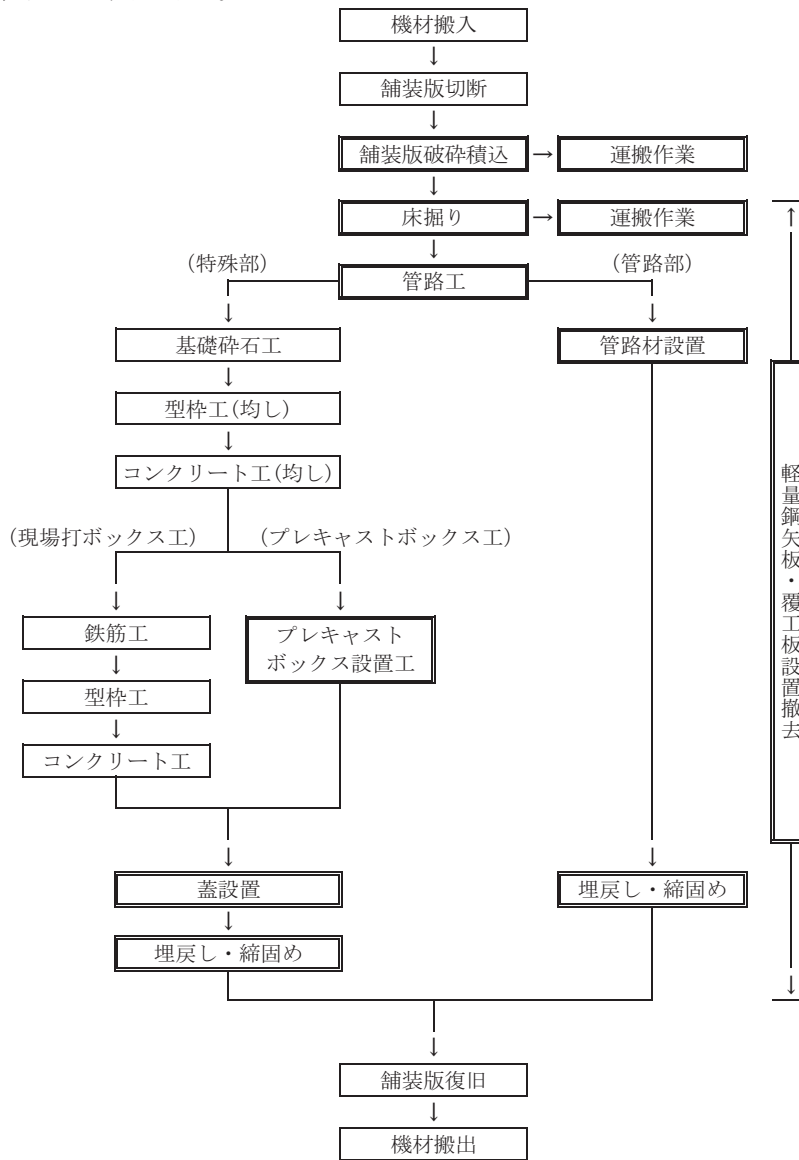 機材搬入
↓
舗装版切断
↓
舗装版破砕積込 → 運搬作業
↓
床掘り → 運搬作業
↓
(特殊部) 管路工 (管路部)
↓ ↓
基礎砕石工 管路材設置
↓
型枠工(均し)
↓
コンクリート工(均し)
(現場打ボックス工) (プレキャストボックス工)
↓ ↓
鉄筋工
プレキャスト
ボックス設置工
↓
型枠工
↓
コンクリート工
↓ ↓
蓋設置 埋戻し・締固め
↓
埋戻し・締固め
↓
舗装版復旧
↓
機材搬出
↑
軽量鋼矢板・覆工板設置撤去
↓